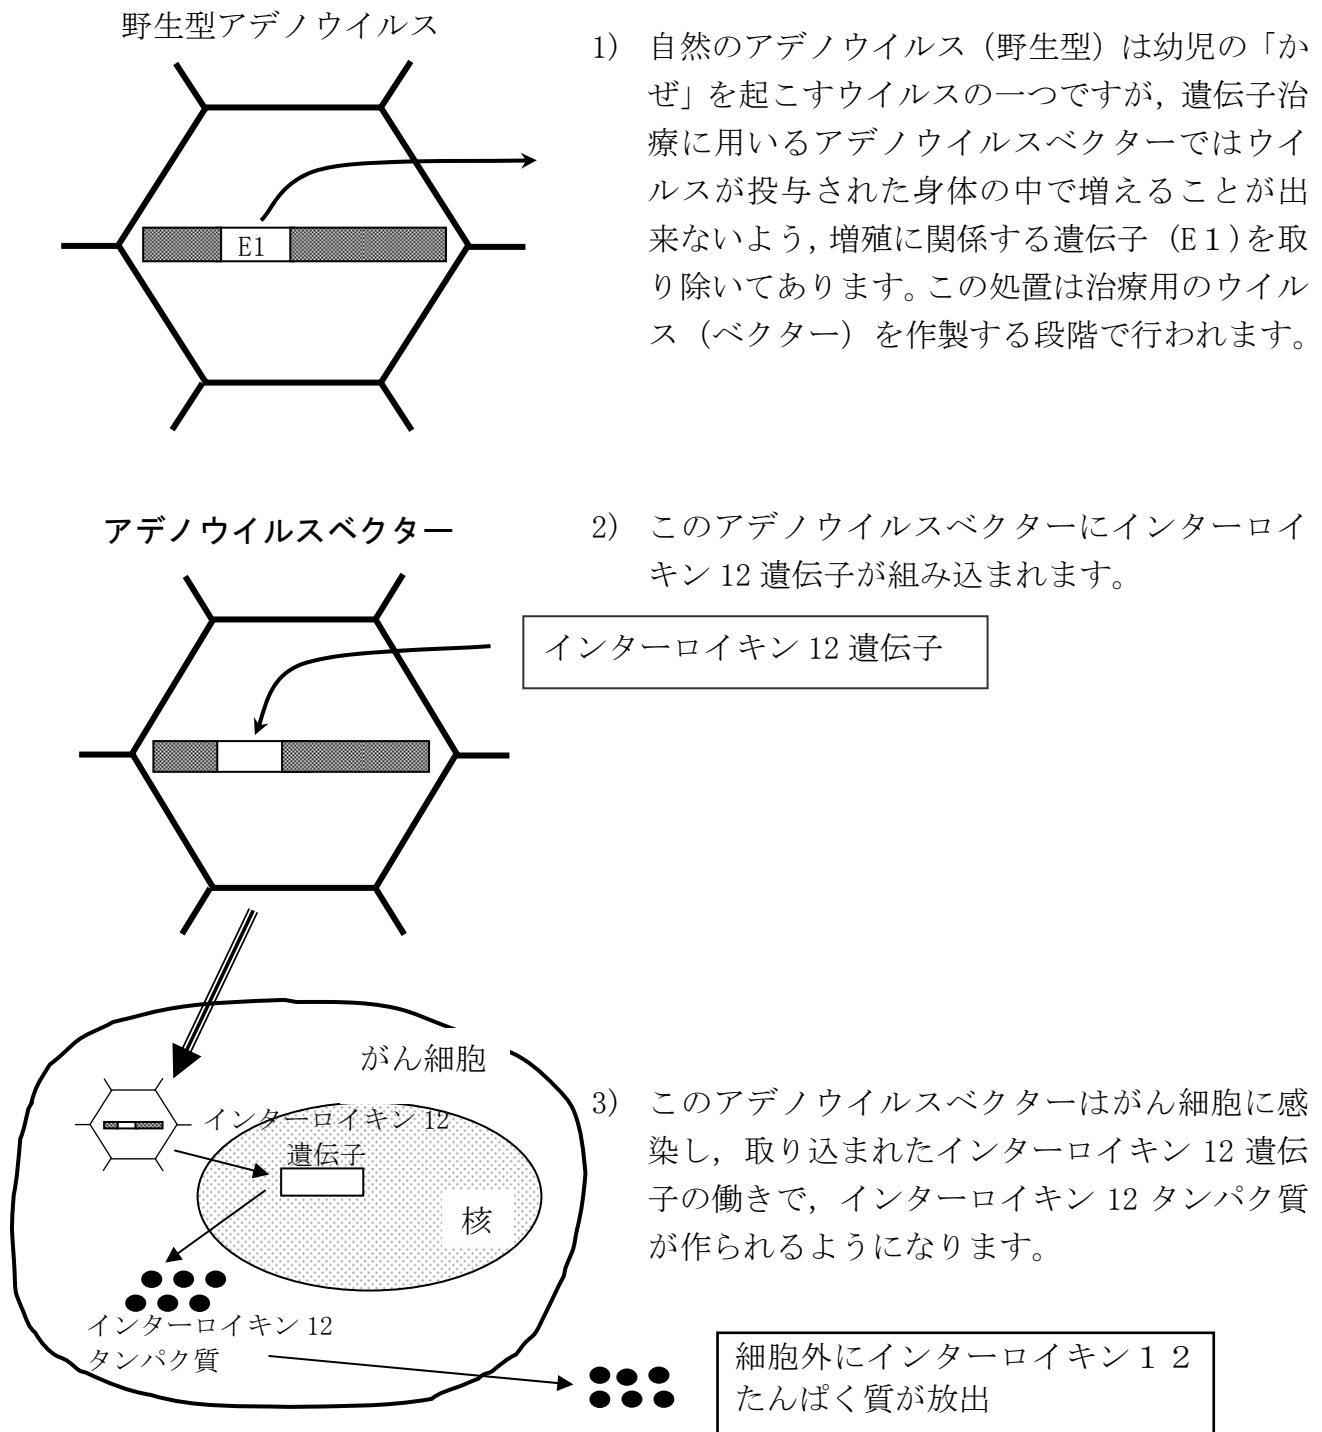 野生型アデノウイルス
1) 自然のアデノウイルス（野生型）は幼児の「か
ぜ」を起こすウイルスの一つですが，遺伝子治
療に用いるアデノウイルスベクターではウイ
ルスが投与された身体の中で増えることが出
来ないよう，増殖に関係する遺伝子（E１）を取
り除いてあります。この処置は治療用のウイル
ス（ベクター）を作製する段階で行われます。
E1
アデノウイルスベクター
2) このアデノウイルスベクターにインターロイ
キン 12 遺伝子が組み込まれます。
インターロイキン 12 遺伝子
がん細胞
インターロイキン 12
遺伝子
核
3) このアデノウイルスベクターはがん細胞に感
染し，取り込まれたインターロイキン 12 遺伝
子の働きで，インターロイキン 12 タンパク質
が作られるようになります。
インターロイキン 12
タンパク質
細胞外にインターロイキン１２
たんぱく質が放出